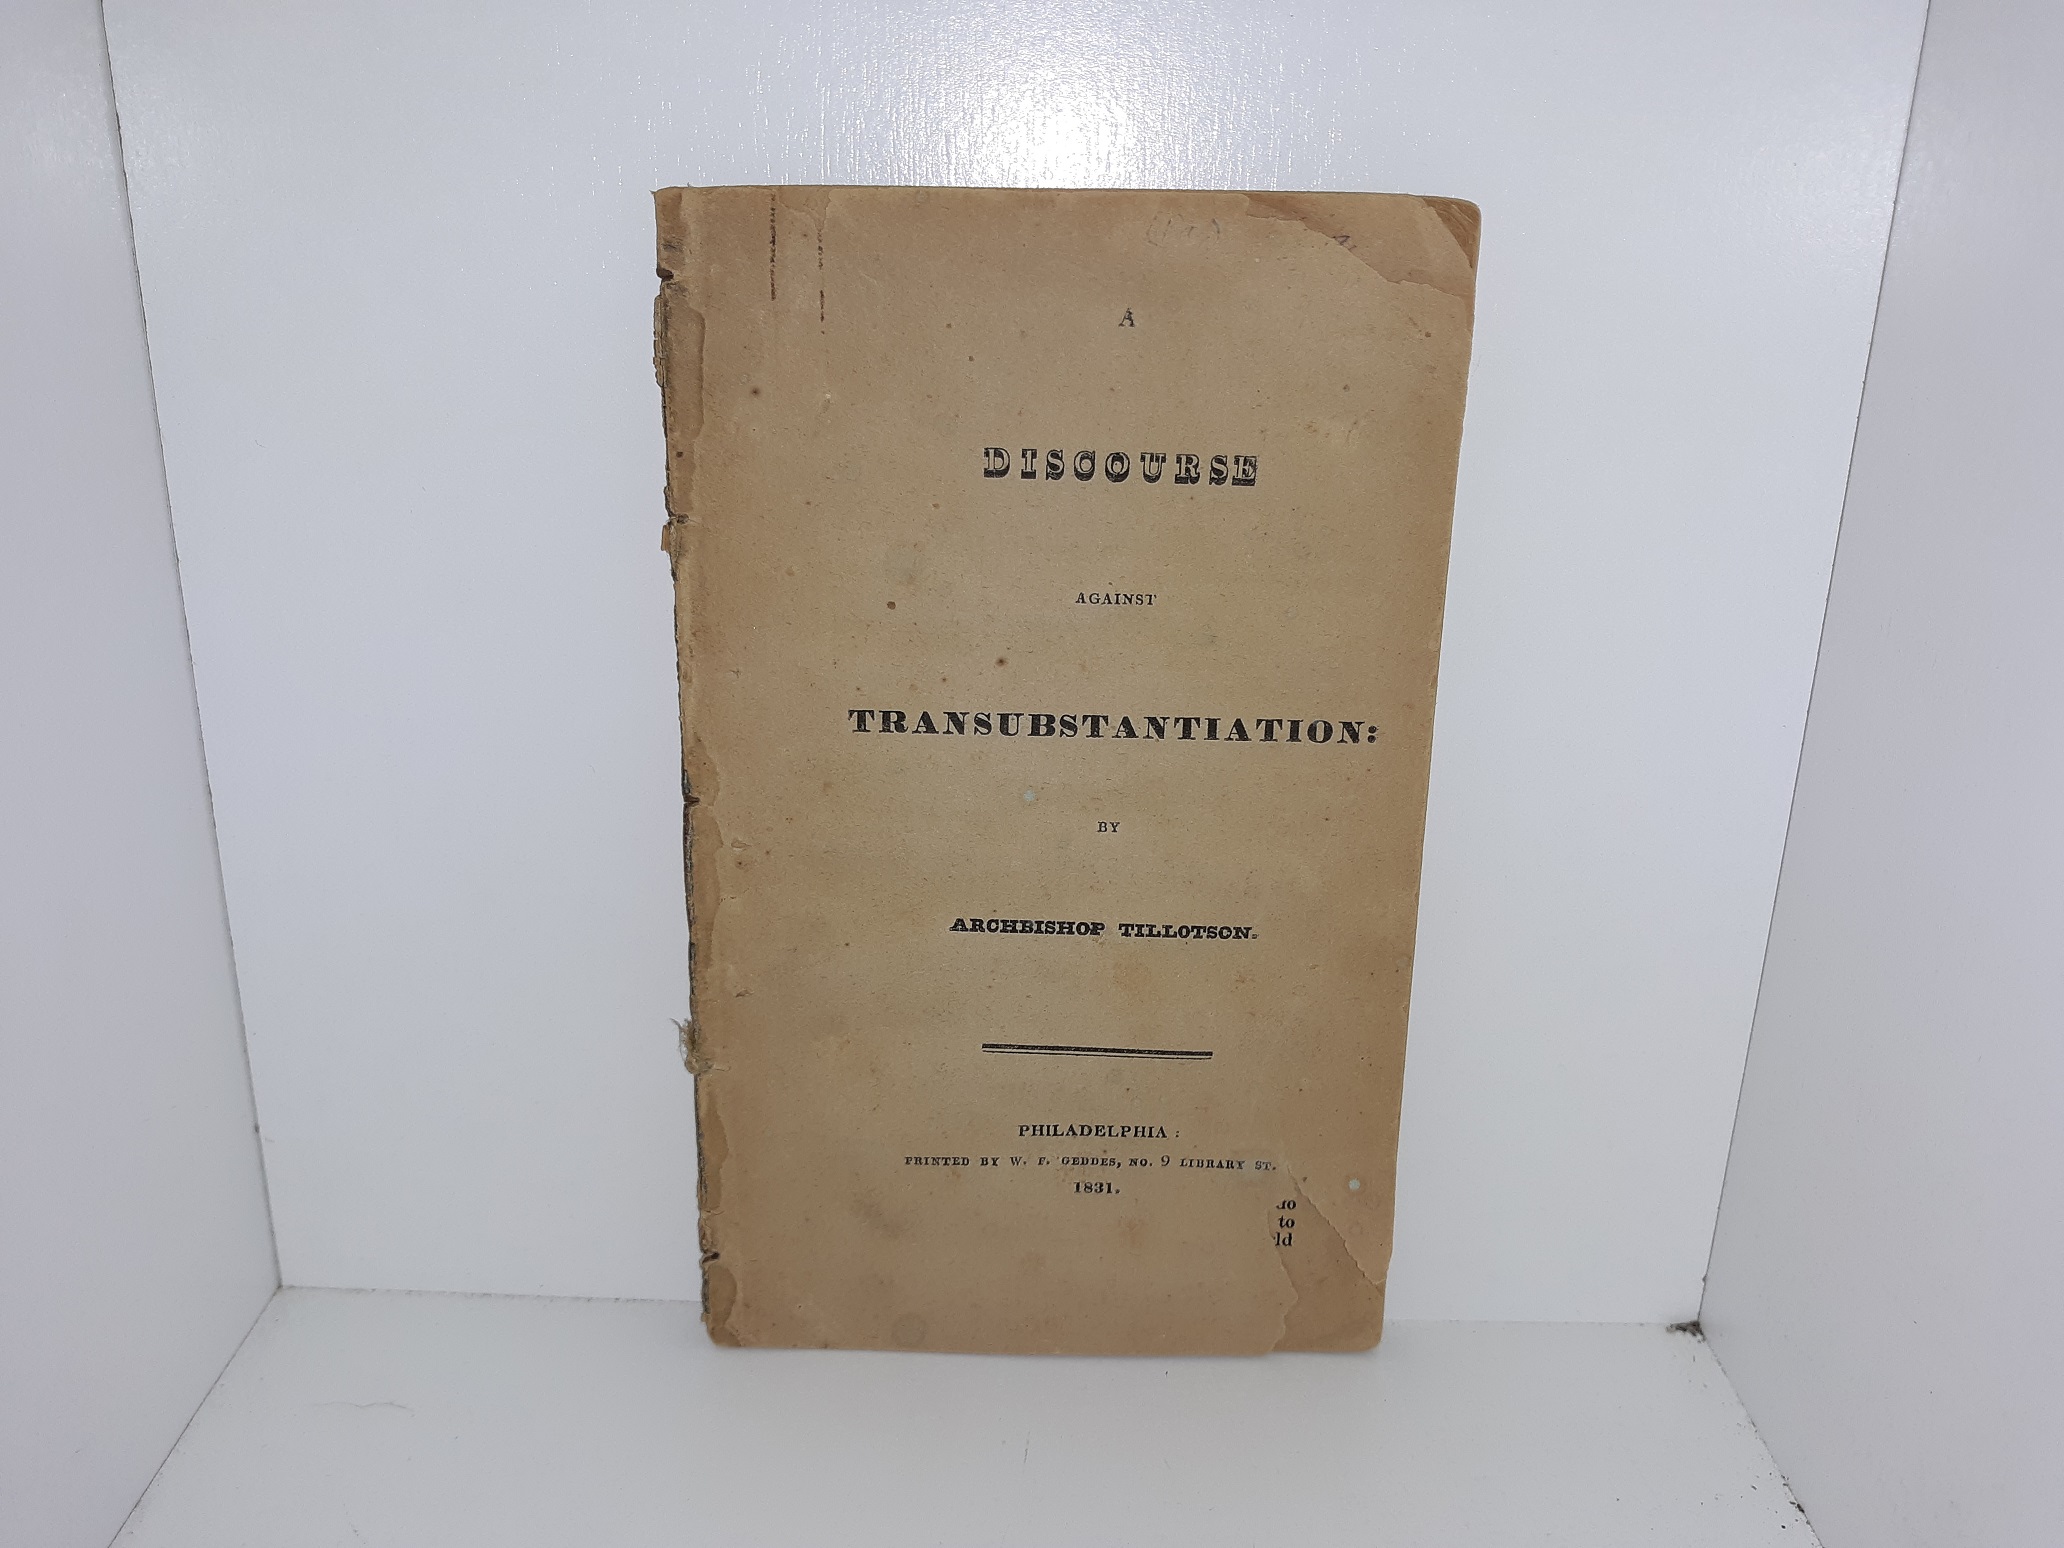 A
DISCOURSE
AGAINST
TRANSUBSTANTIATION:
BY
ARCHBISHOP TILLOTSON.
PHILADELPHIA:
PRINTED BY W. F. GEDDES, NO. 9 LIBRARY ST.
1831.
to